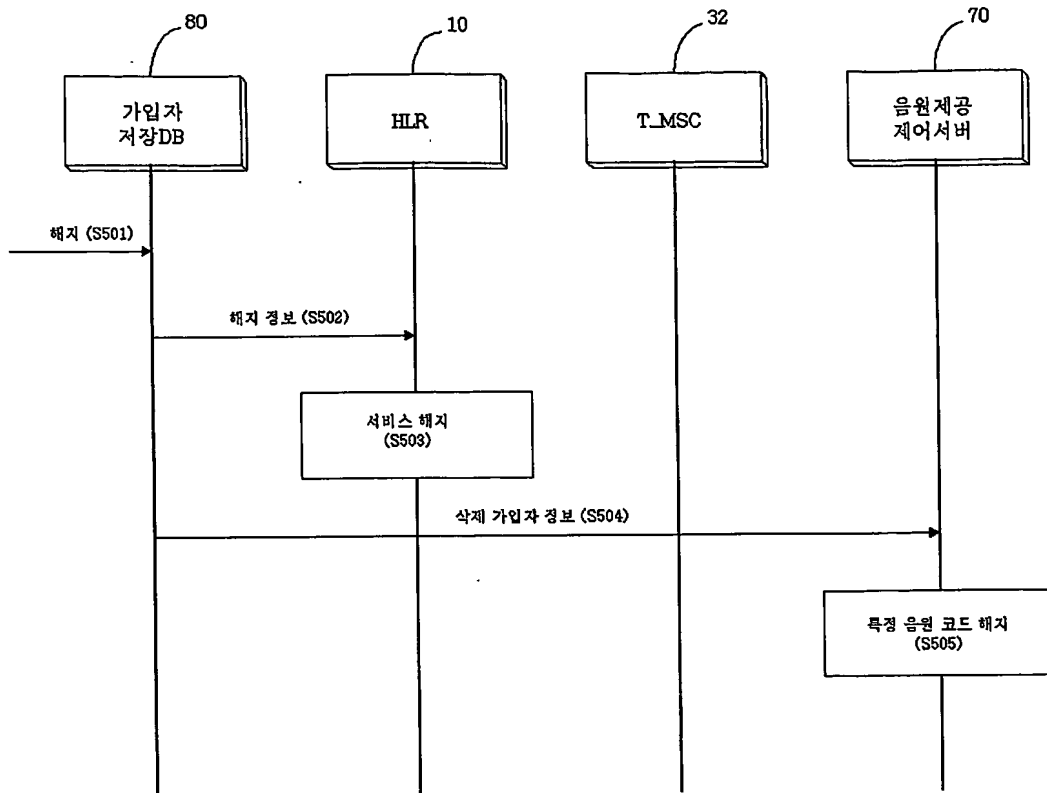 80
10
32
70
가입자
저장DB
HLR
T_MSC
음원제공
제어서버
해지 (S501)
해지 정보 (S502)
서비스 해지
(S503)
삭제 가입자 정보 (S504)
특정 음원 코드 해지
(S505)